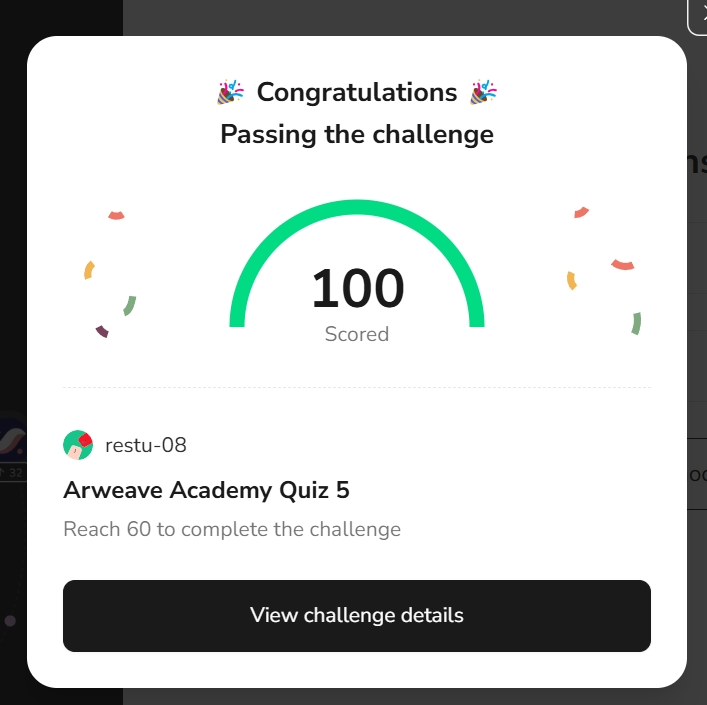 🎉 Congratulations 🎉
Passing the challenge
100
Scored
restu-08
Arweave Academy Quiz 5
Reach 60 to complete the challenge
View challenge details
32